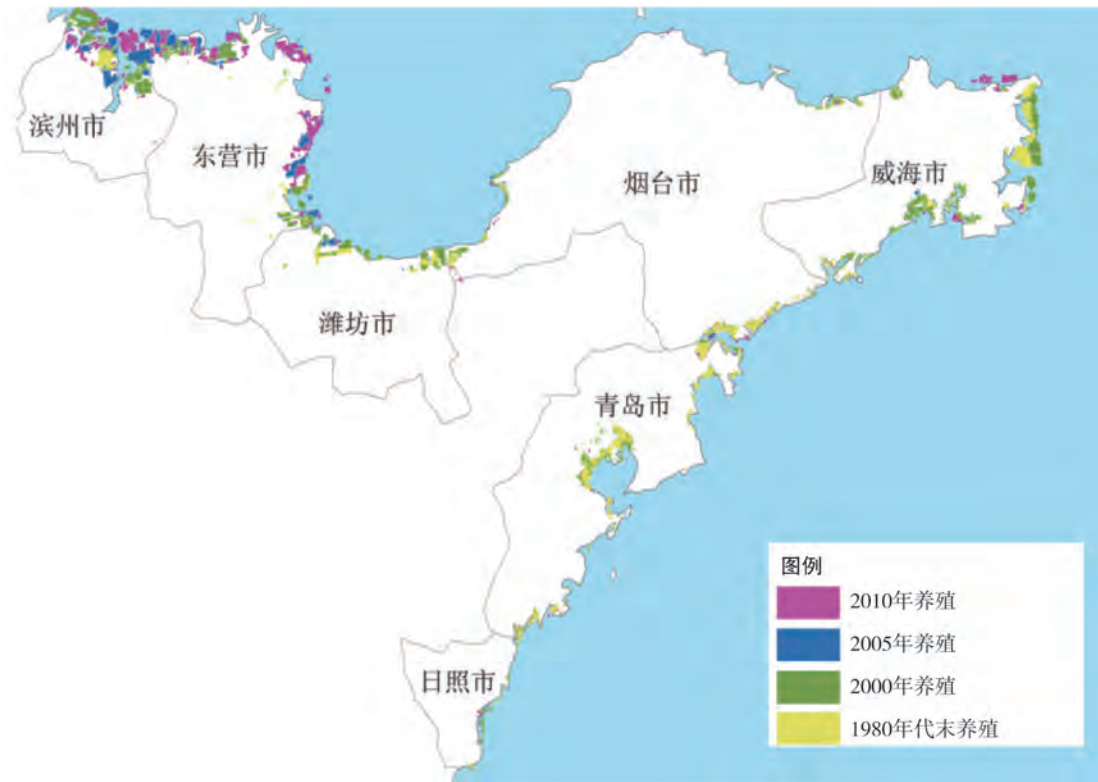 滨州市
东营市
烟台市
威海市
潍坊市
青岛市
日照市
图例
2010年养殖
2005年养殖
2000年养殖
1980年代末养殖